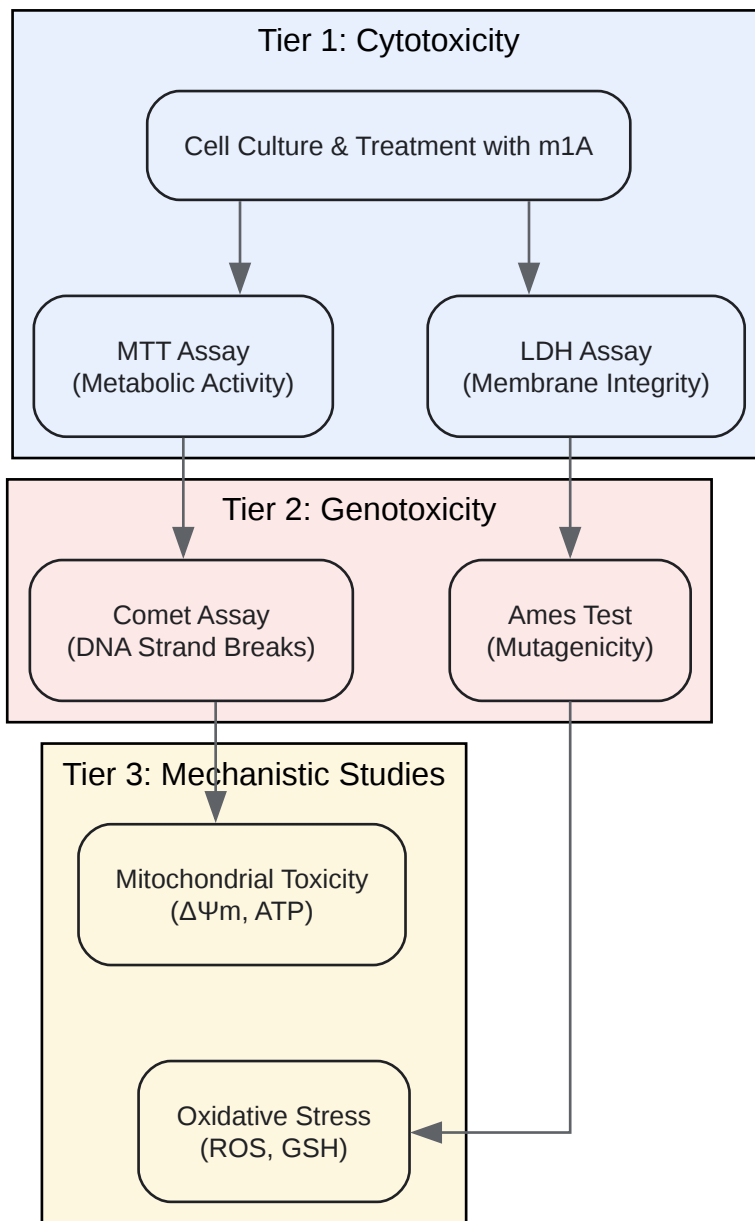 Tier 1: Cytotoxicity
Cell Culture & Treatment with m1A
MTT Assay
(Metabolic Activity)
LDH Assay
(Membrane Integrity)
Tier 2: Genotoxicity
Comet Assay
(DNA Strand Breaks)
Ames Test
(Mutagenicity)
Tier 3: Mechanistic Studies
Mitochondrial Toxicity
(ΔΨm, ATP)
Oxidative Stress
(ROS, GSH)